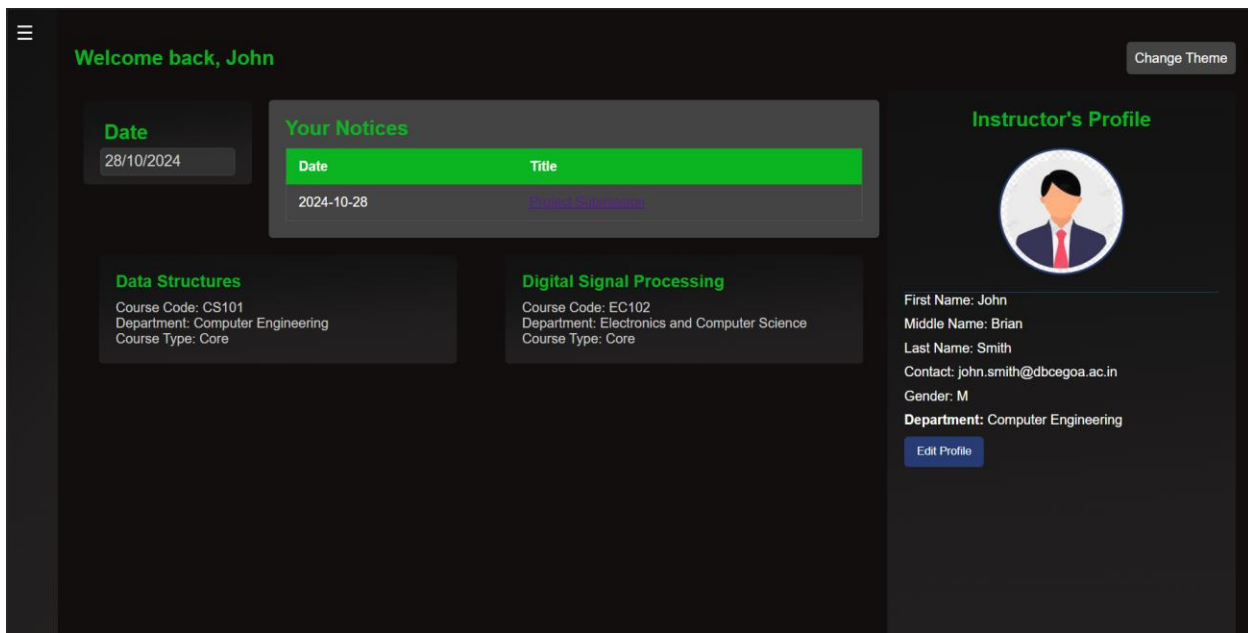 Welcome back, John
Change Theme
Date
28/10/2024
Your Notices
Date Title
2024-10-28 Project Submission
Data Structures
Course Code: CS101
Department: Computer Engineering
Course Type: Core
Digital Signal Processing
Course Code: EC102
Department: Electronics and Computer Science
Course Type: Core
Instructor's Profile
First Name: John
Middle Name: Brian
Last Name: Smith
Contact: john.smith@dbcegoa.ac.in
Gender: M
Department: Computer Engineering
Edit Profile